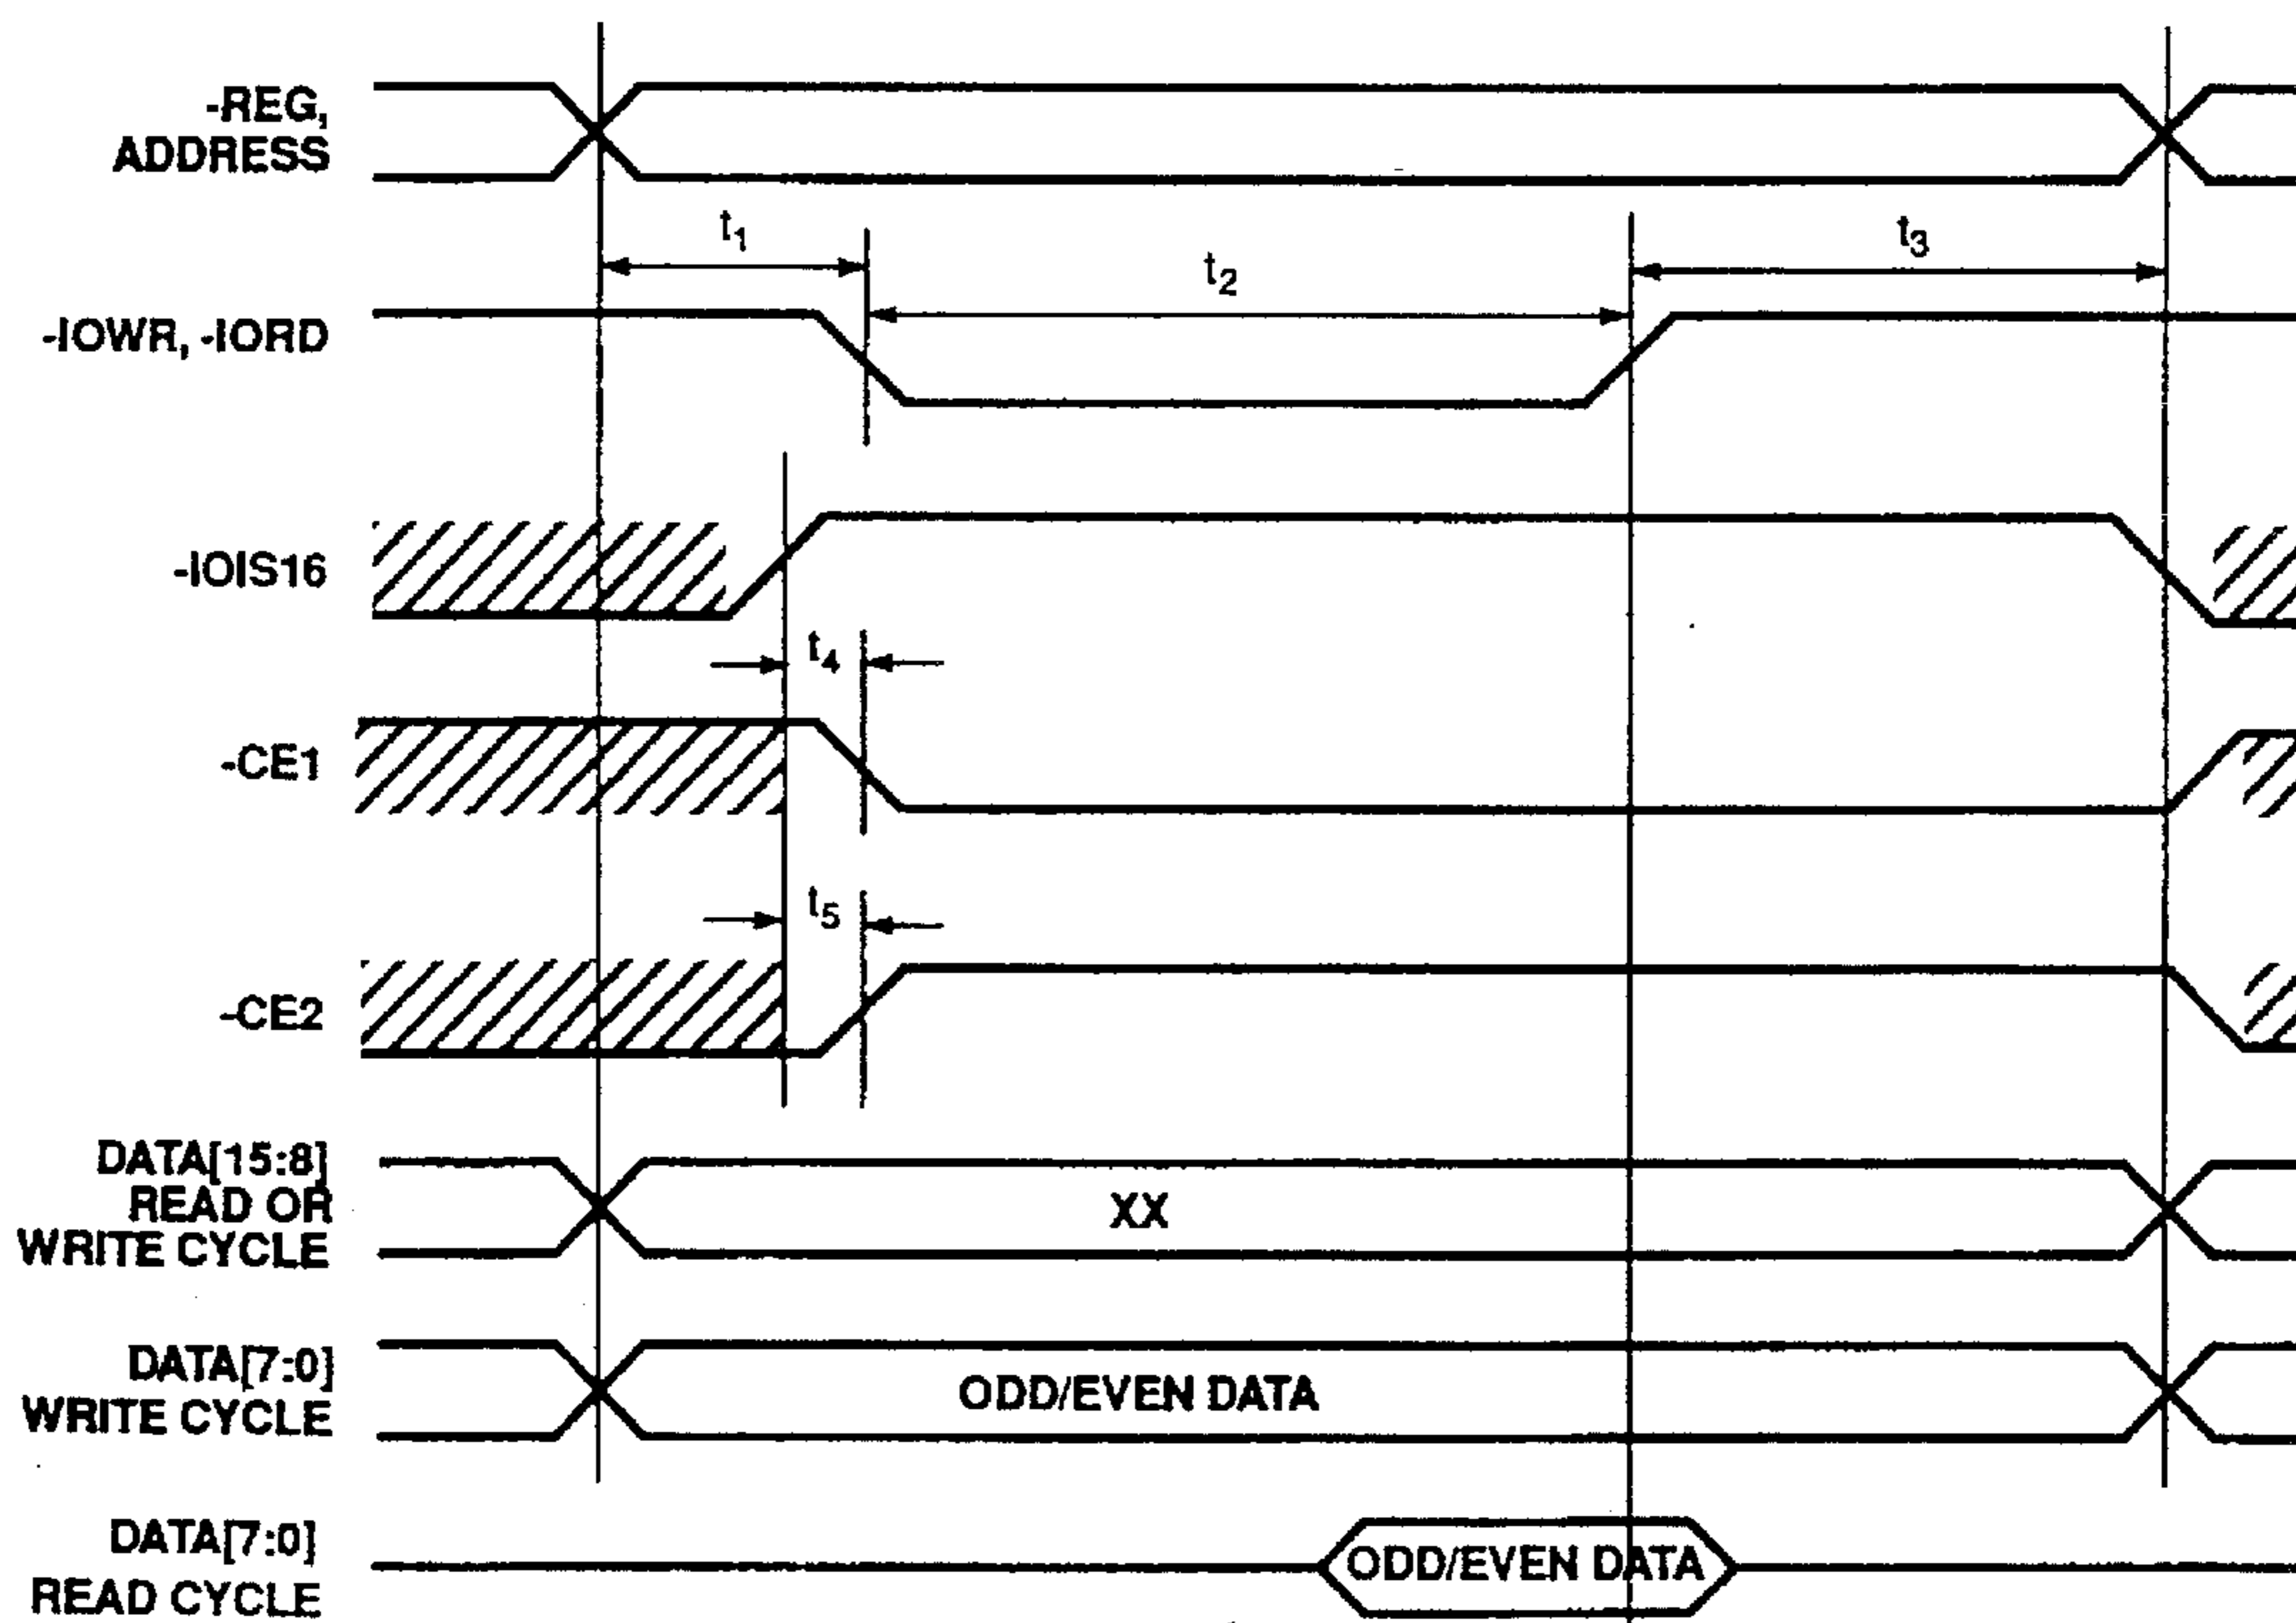 -REG,
ADDRESS
t1
t2
t3
-IOWR, -IORD
-IOIS16
t4
-CE1
t5
-CE2
DATA[15:8]
READ OR
WRITE CYCLE
XX
DATA[7:0]
WRITE CYCLE
ODD/EVEN DATA
DATA[7:0]
READ CYCLE
ODD/EVEN DATA